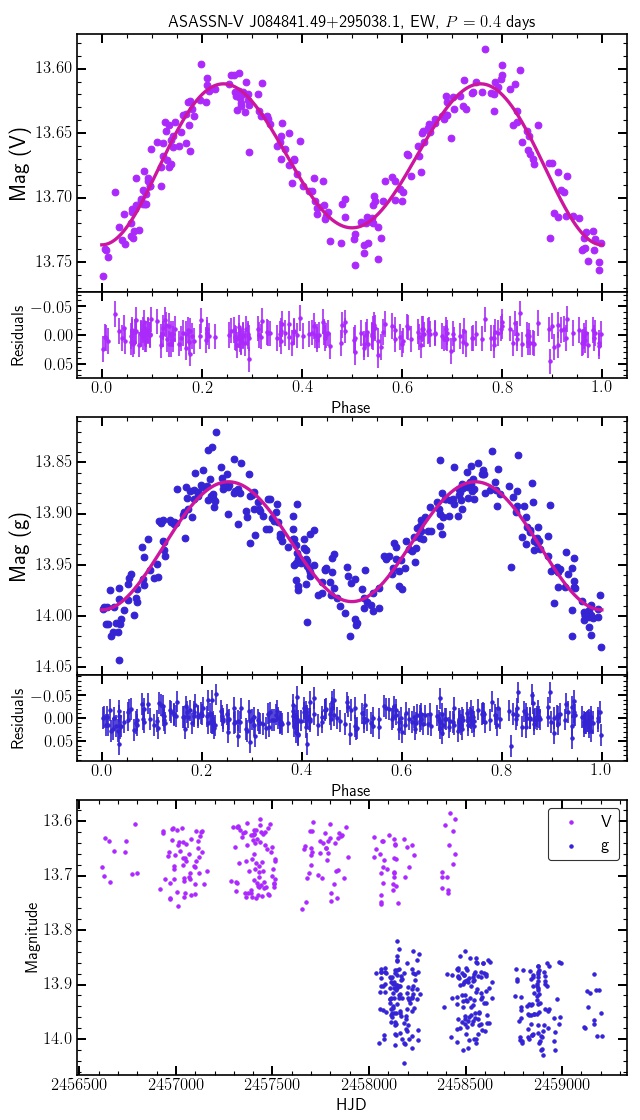 ASASSN-V J084841.49+295038.1, EW, P = 0.4 days
Mag (V)
13.60
13.65
13.70
13.75
Residuals
−0.05
0.00
0.05
0.0 0.2 0.4 0.6 0.8 1.0
Phase
Mag (g)
13.85
13.90
13.95
14.00
14.05
Residuals
−0.05
0.00
0.05
0.0 0.2 0.4 0.6 0.8 1.0
Phase
Magnitude
13.6
13.7
13.8
13.9
14.0
V
g
2456500 2457000 2457500 2458000 2458500 2459000
HJD